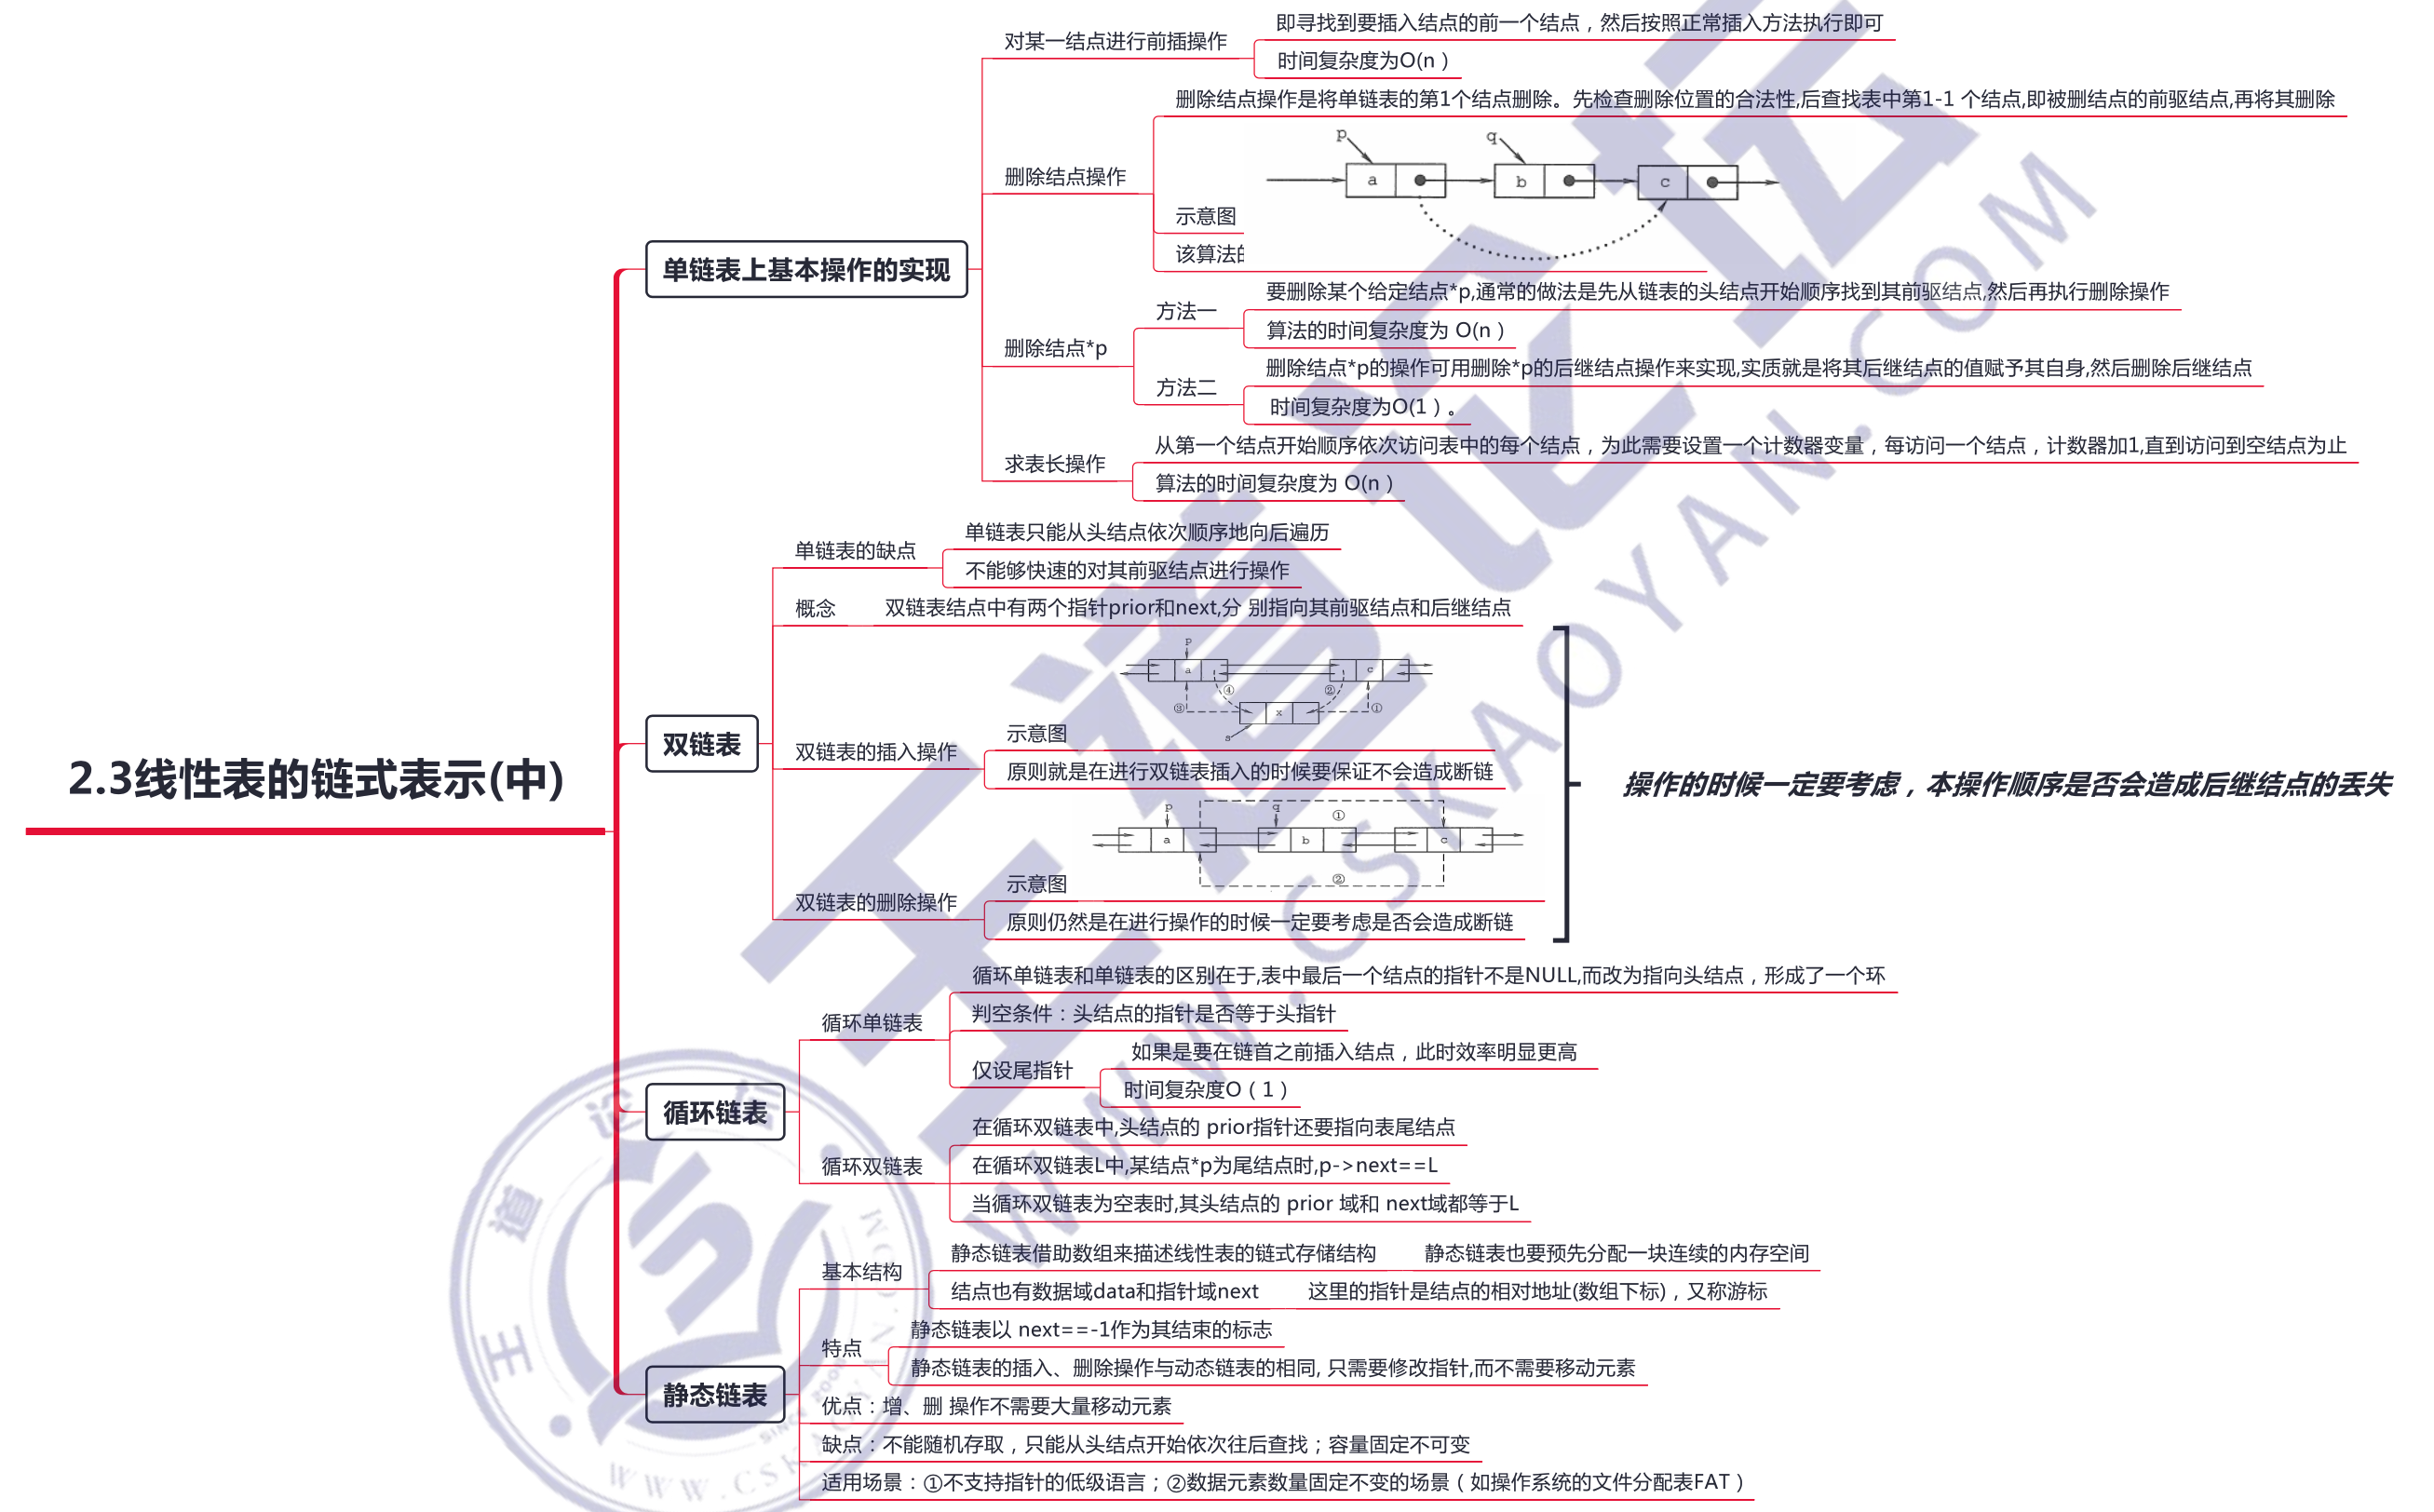 2.3线性表的链式表示(中)
单链表上基本操作的实现
对某一结点进行前插操作
即寻找到要插入结点的前一个结点，然后按照正常插入方法执行即可
时间复杂度为O(n）
删除结点操作
删除结点操作是将单链表的第1个结点删除。先检查删除位置的合法性,后查找表中第1-1 个结点,即被删结点的前驱结点,再将其删除
p
q
a
b
c
示意图
该算法的
删除结点*p
方法一
要删除某个给定结点*p,通常的做法是先从链表的头结点开始顺序找到其前驱结点,然后再执行删除操作
算法的时间复杂度为 O(n）
方法二
删除结点*p的操作可用删除*p的后继结点操作来实现,实质就是将其后继结点的值赋予其自身,然后删除后继结点
时间复杂度为O(1）。
求表长操作
从第一个结点开始顺序依次访问表中的每个结点，为此需要设置一个计数器变量，每访问一个结点，计数器加1,直到访问到空结点为止
算法的时间复杂度为 O(n）
双链表
单链表的缺点
单链表只能从头结点依次顺序地向后遍历
不能够快速的对其前驱结点进行操作
概念
双链表结点中有两个指针prior和next,分 别指向其前驱结点和后继结点
双链表的插入操作
p
a
c
④
②
③
x
①
s
示意图
原则就是在进行双链表插入的时候要保证不会造成断链
双链表的删除操作
p
q
①
a
b
c
②
示意图
原则仍然是在进行操作的时候一定要考虑是否会造成断链
操作的时候一定要考虑，本操作顺序是否会造成后继结点的丢失
循环链表
循环单链表
循环单链表和单链表的区别在于,表中最后一个结点的指针不是NULL,而改为指向头结点，形成了一个环
判空条件：头结点的指针是否等于头指针
仅设尾指针
如果是要在链首之前插入结点，此时效率明显更高
时间复杂度O（1）
循环双链表
在循环双链表中,头结点的 prior指针还要指向表尾结点
在循环双链表L中,某结点*p为尾结点时,p->next==L
当循环双链表为空表时,其头结点的 prior 域和 next域都等于L
静态链表
基本结构
静态链表借助数组来描述线性表的链式存储结构
静态链表也要预先分配一块连续的内存空间
结点也有数据域data和指针域next
这里的指针是结点的相对地址(数组下标)，又称游标
特点
静态链表以 next==-1作为其结束的标志
静态链表的插入、删除操作与动态链表的相同, 只需要修改指针,而不需要移动元素
优点：增、删 操作不需要大量移动元素
缺点：不能随机存取，只能从头结点开始依次往后查找；容量固定不可变
适用场景：①不支持指针的低级语言；②数据元素数量固定不变的场景（如操作系统的文件分配表FAT）
王道论坛
WWW.CSKAOYAN.COM
王道论坛
WWW.CSKAOYAN.COM